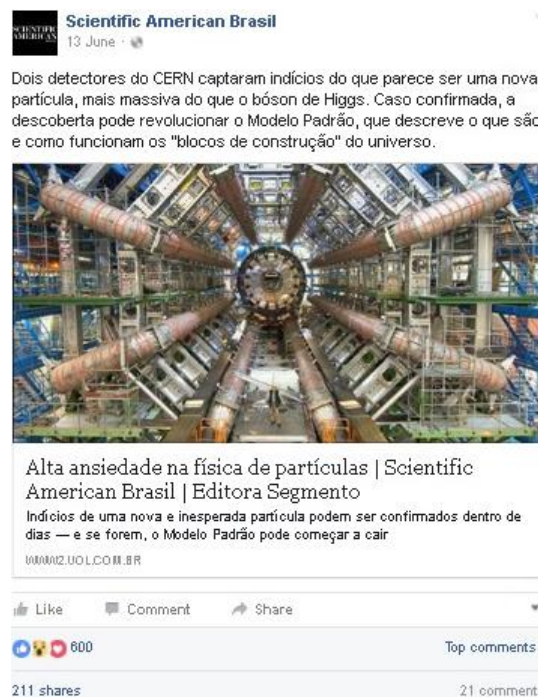 SCIENTIFIC
AMERICAN
Scientific American Brasil
13 June ·
Dois detectores do CERN captaram indícios do que parece ser uma nova
partícula, mais massiva do que o bóson de Higgs. Caso confirmada, a
descoberta pode revolucionar o Modelo Padrão, que descreve o que são
e como funcionam os "blocos de construção" do universo.
Alta ansiedade na física de partículas | Scientific
American Brasil | Editora Segmento
Indícios de uma nova e inesperada partícula podem ser confirmados dentro de
dias — e se forem, o Modelo Padrão pode começar a cair
WWW2.UOL.COM.BR
Like Comment Share
600 Top comments
211 shares 21 comment